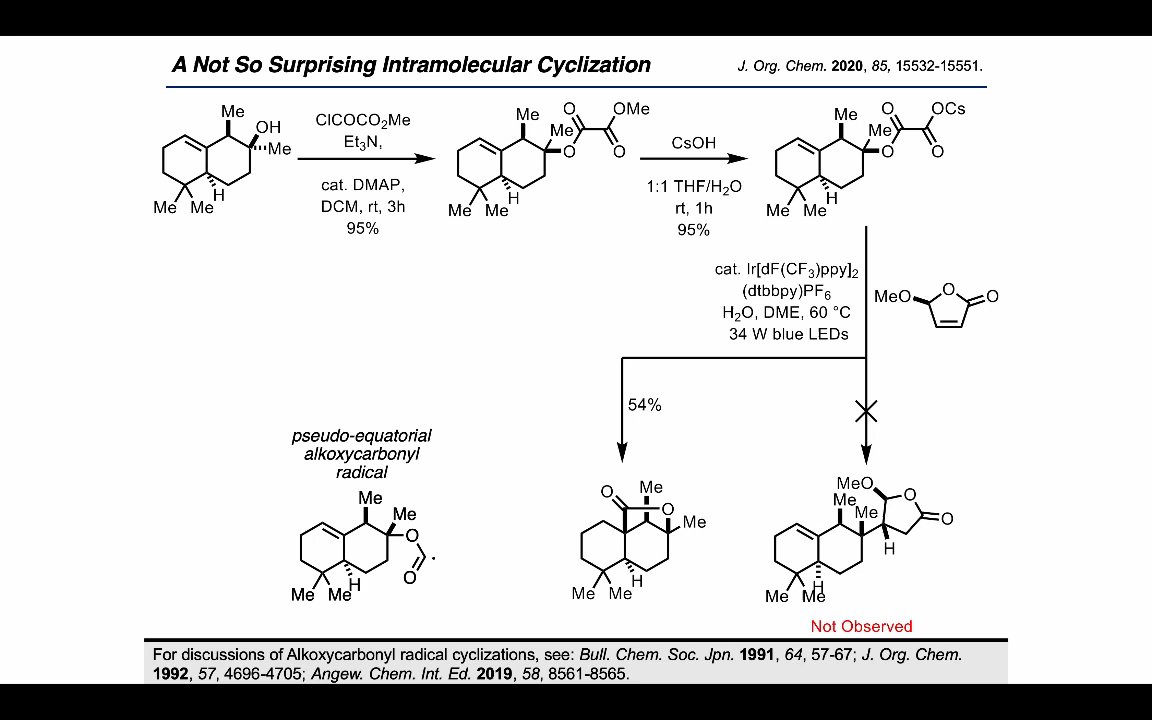 A Not So Surprising Intramolecular Cyclization
J. Org. Chem. 2020, 85, 15532-15551.
Me
OH
Me
H
Me Me
ClCOCO₂Me
Et₃N,
cat. DMAP,
DCM, rt, 3h
95%
Me
Me
O
OMe
O
O
H
Me Me
CsOH
1:1 THF/H₂O
rt, 1h
95%
Me
Me
O
OCs
O
O
H
Me Me
cat. Ir[dF(CF₃)ppy]₂
(dtbbpy)PF₆
H₂O, DME, 60 °C
34 W blue LEDs
MeO
O
O
54%
pseudo-equatorial
alkoxycarbonyl
radical
Me
Me
O
O
H
Me Me
O
Me
O
Me
H
Me Me
MeO
O
Me
Me
O
H
H
Me Me
Not Observed
For discussions of Alkoxycarbonyl radical cyclizations, see: Bull. Chem. Soc. Jpn. 1991, 64, 57-67; J. Org. Chem.
1992, 57, 4696-4705; Angew. Chem. Int. Ed. 2019, 58, 8561-8565.